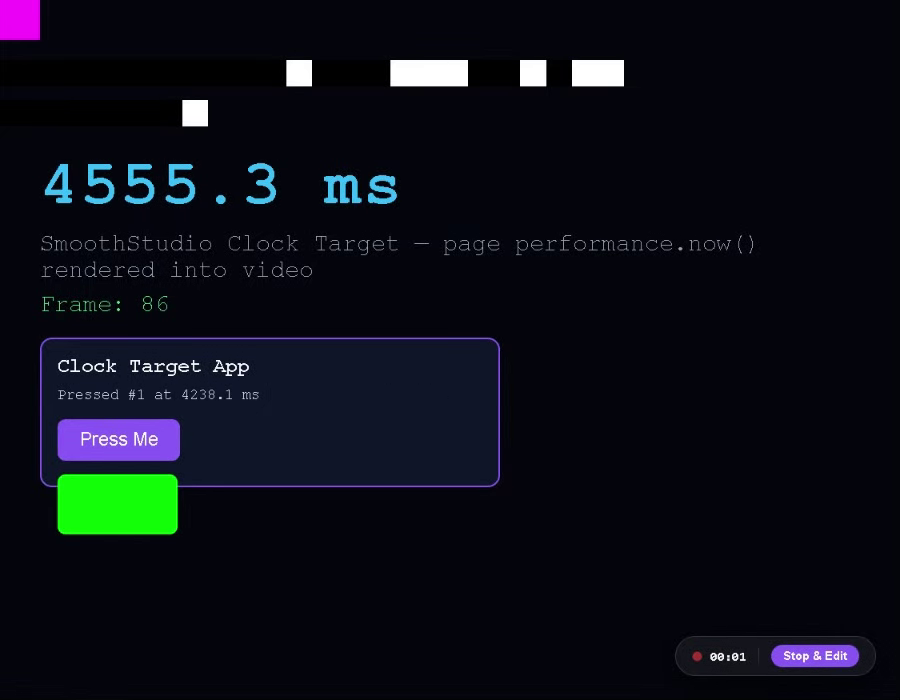 4555.3 ms
SmoothStudio Clock Target — page performance.now()
rendered into video
Frame: 86
Clock Target App
Pressed #1 at 4238.1 ms
Press Me
00:01
Stop & Edit